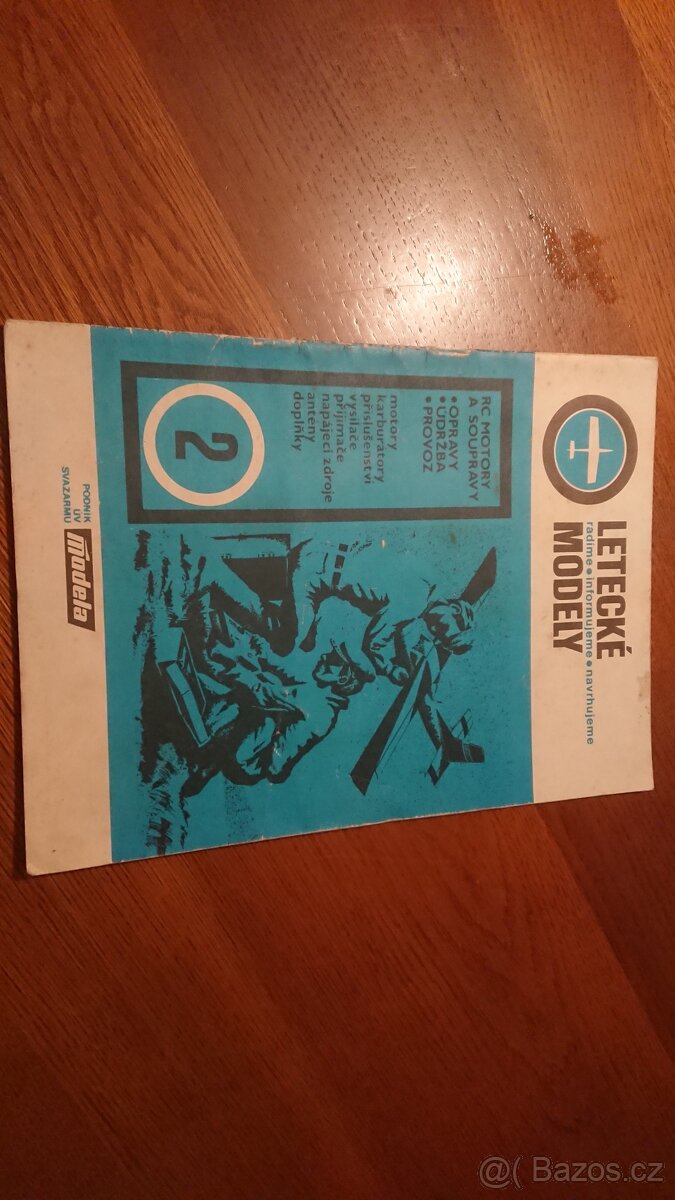 LETECKÉ
MODELY
radíme • informujeme • navrhujeme
RC MOTORY
A SOUPRAVY
• OPRAVY
• ÚDRŽBA
• PROVOZ
motory
karburátory
příslušenství
vysílače
přijímače
napájecí zdroje
antény
doplňky
2
PODNIK
ÚV
SVAZARMU
modela
@( Bazos.cz